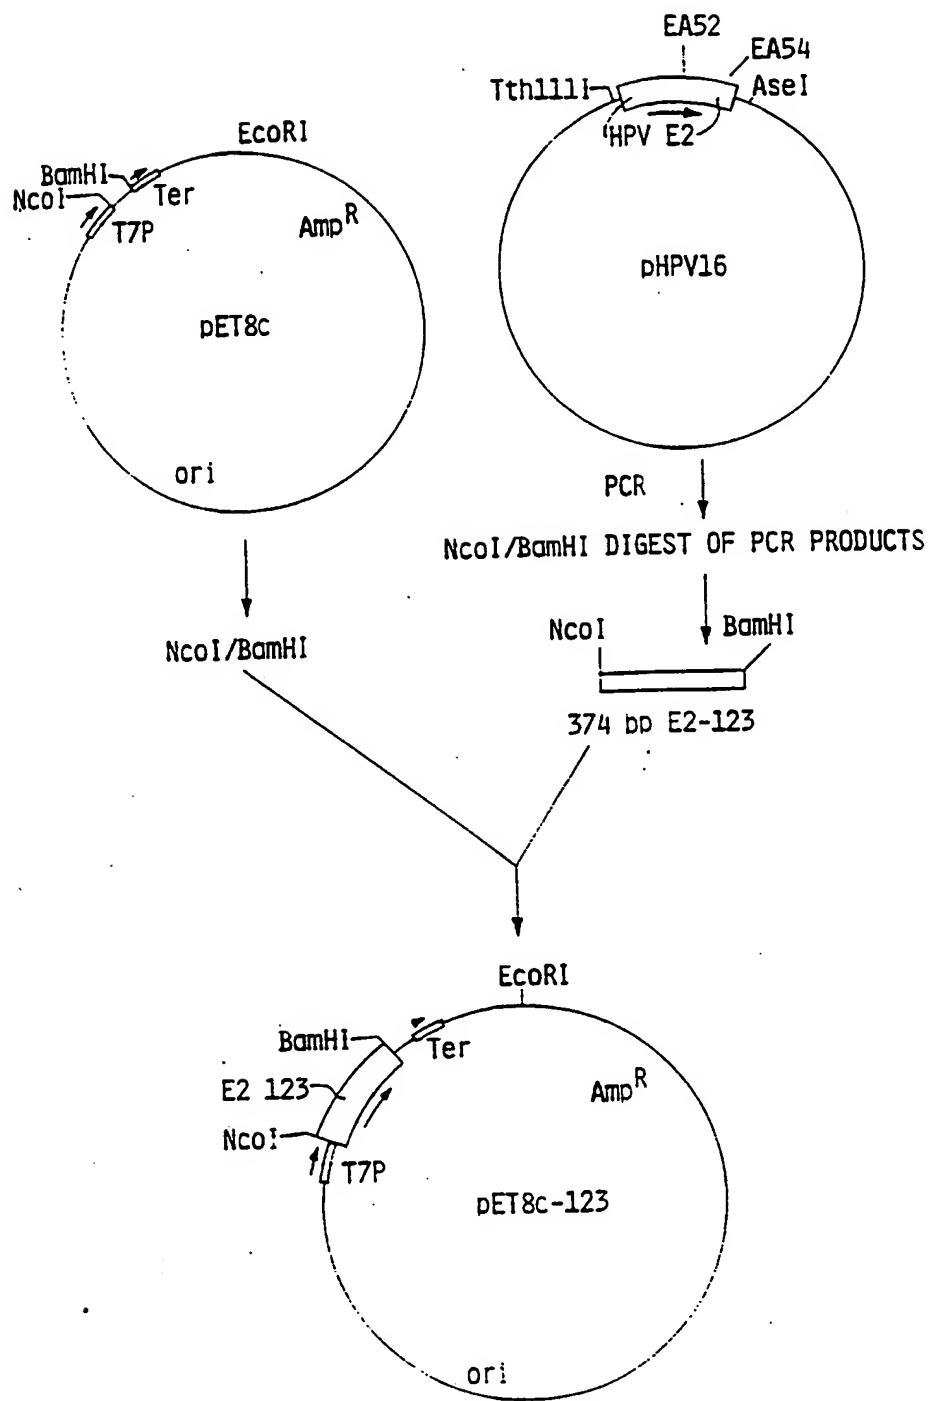 EA52
EA54
Tth111I
AseI
HPV E2
pHPV16
EcoRI
BamHI
NcoI
Ter
T7P
Amp^R
pET8c
ori
PCR
NcoI/BamHI DIGEST OF PCR PRODUCTS
NcoI/BamHI
NcoI
BamHI
374 bp E2-123
EcoRI
BamHI
Ter
E2 123
Amp^R
NcoI
T7P
pET8c-123
ori